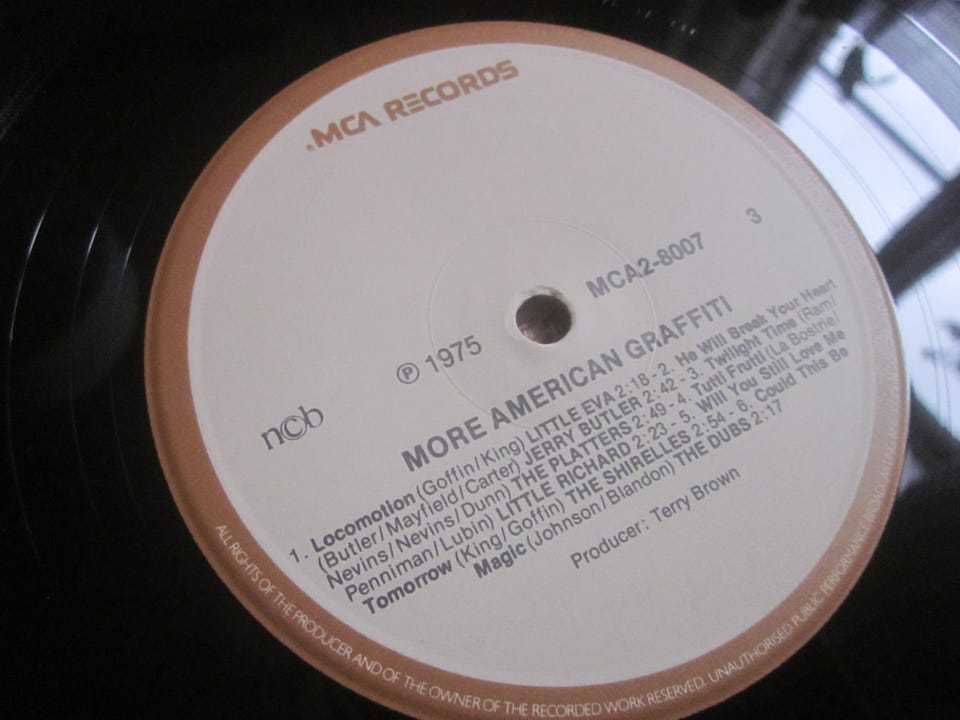 MCA RECORDS
3
MCA2-8007
℗ 1975
ncb
MORE AMERICAN GRAFFITI
1. Locomotion (Goffin/King) LITTLE EVA 2:18 - 2. He Will Break Your Heart
(Butler/Mayfield/Carter) JERRY BUTLER 2:42 - 3. Twilight Time (Ram/
Nevins/Nevins/Dunn) THE PLATTERS 2:49 - 4. Tutti Frutti (La Bostrie/
Penniman/Lubin) LITTLE RICHARD 2:23 - 5. Will You Still Love Me
Tomorrow (King/Goffin) THE SHIRELLES 2:54 - 6. Could This Be
Magic (Johnson/Blandon) THE DUBS 2:17
Producer: Terry Brown
ALL RIGHTS OF THE PRODUCER AND OF THE OWNER OF THE RECORDED WORK RESERVED. UNAUTHORISED PUBLIC PERFORMANCE BROADCASTING